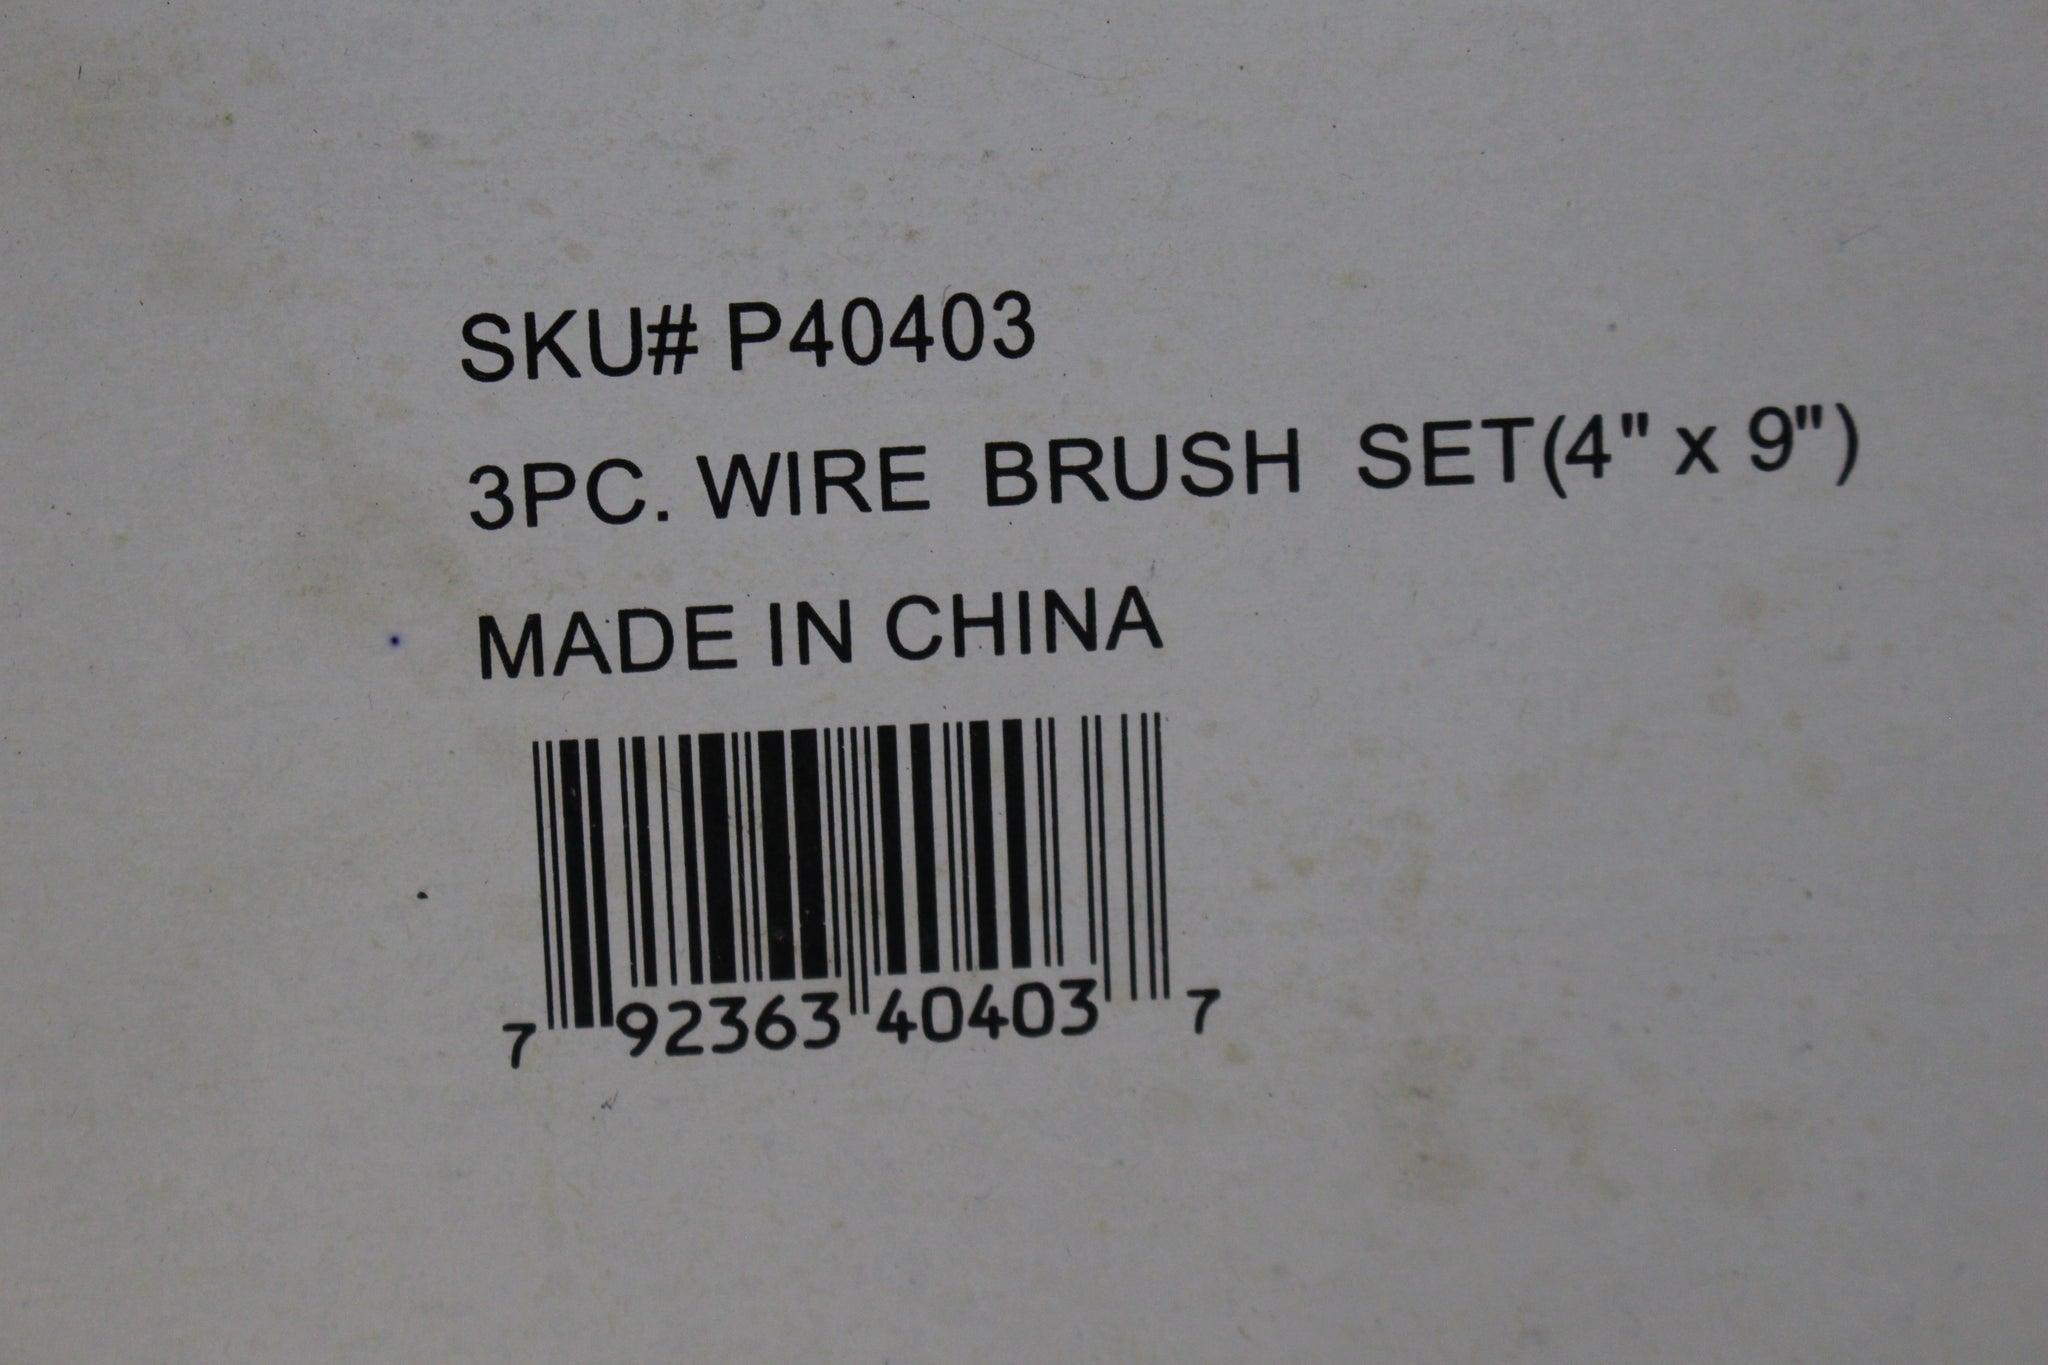 SKU# P40403
3PC. WIRE BRUSH SET(4" x 9")
MADE IN CHINA
7 92363 40403 7